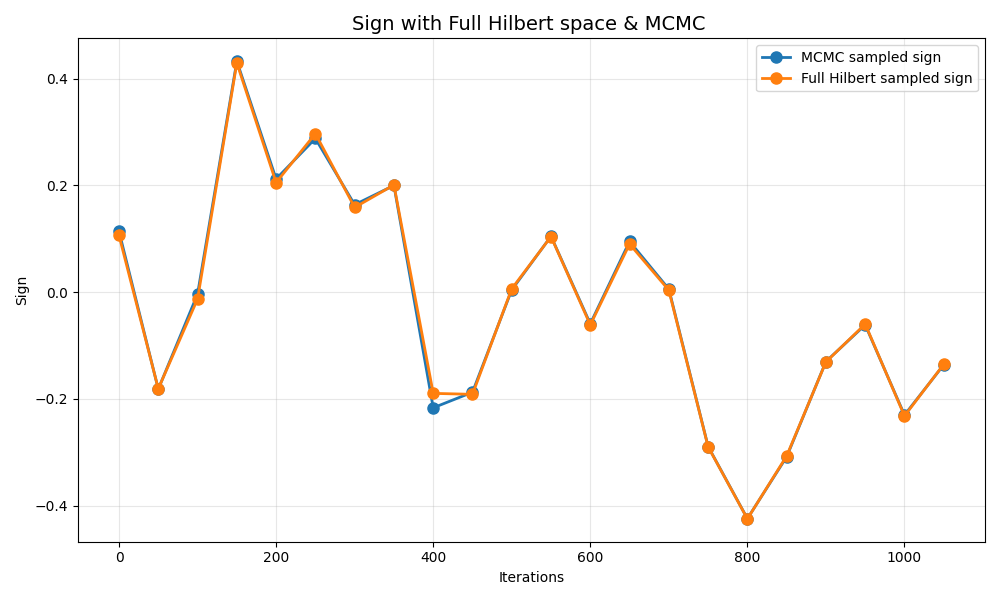 Sign with Full Hilbert space & MCMC
MCMC sampled sign
Full Hilbert sampled sign
Sign
0.4
0.2
0.0
−0.2
−0.4
0 200 400 600 800 1000
Iterations